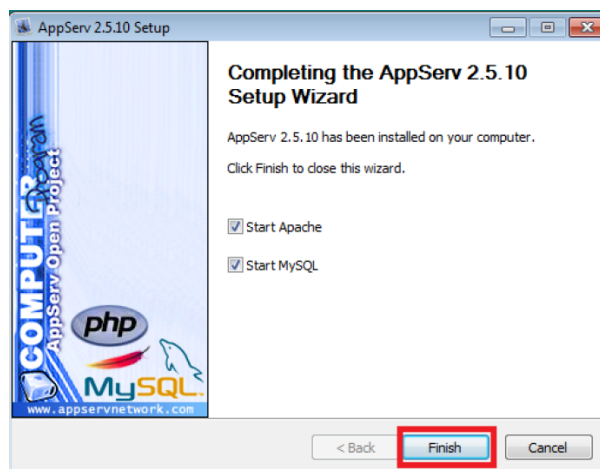 AppServ 2.5.10 Setup
Completing the AppServ 2.5.10
Setup Wizard
AppServ 2.5.10 has been installed on your computer.
Click Finish to close this wizard.
Start Apache
Start MySQL
COMPUTER
Program
AppServ Open Project
php
MySQL
www.appservnetwork.com
< Back
Finish
Cancel